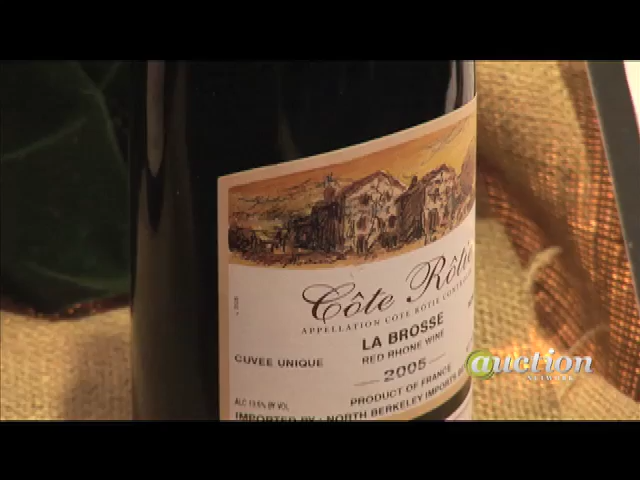 Côte Rôtie
APPELLATION COTE ROTIE
LA BROSSE
CUVEE UNIQUE
RED RHONE WINE
2005
PRODUCT OF FRANCE
ALC 13.5% BY VOL
IMPORTED BY: NORTH BERKELEY IMPORTS
auction
NETWORK